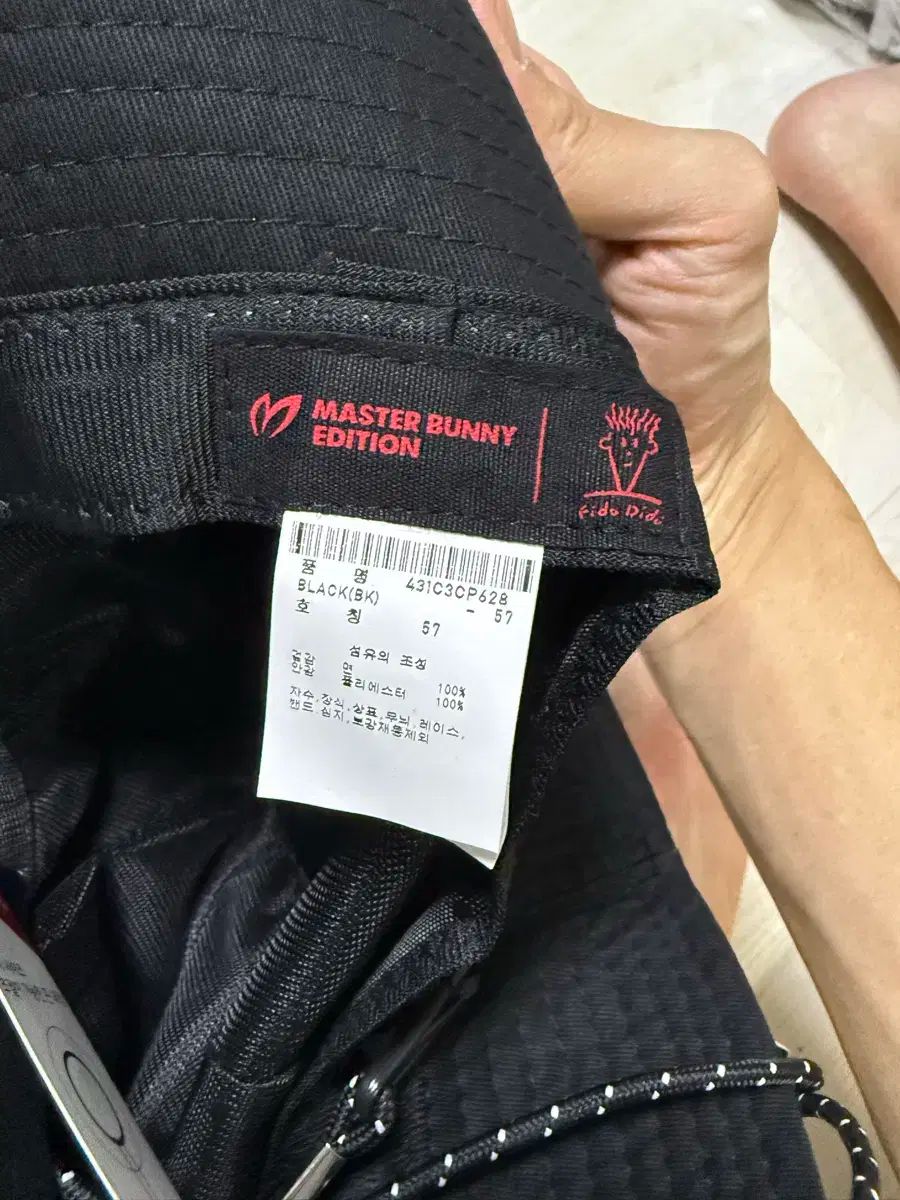 MASTER BUNNY
EDITION
Fido Dido
품 명 431C3CP628
BLACK(BK) - 57
호 칭 57
섬유의 조성
겉감 면 100%
안감 폴리에스터 100%
자수,장식,상표,무늬,레이스,
밴드,심지,보강재등제외